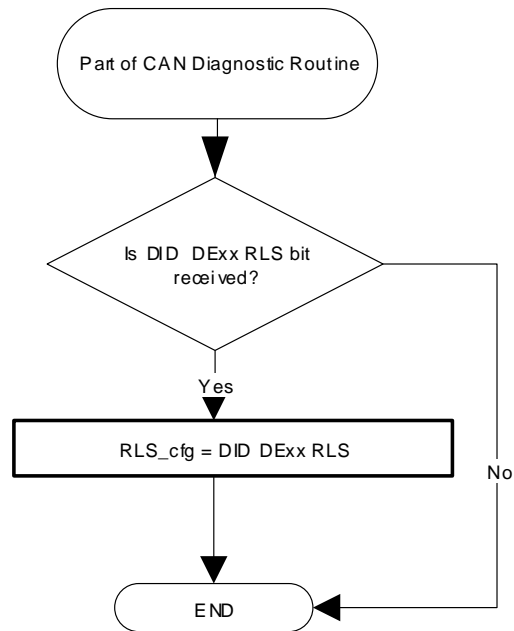 Part of CAN Diagnostic Routine
Is DID DExx RLS bit
received?
Yes
RLS_cfg = DID DExx RLS
No
END